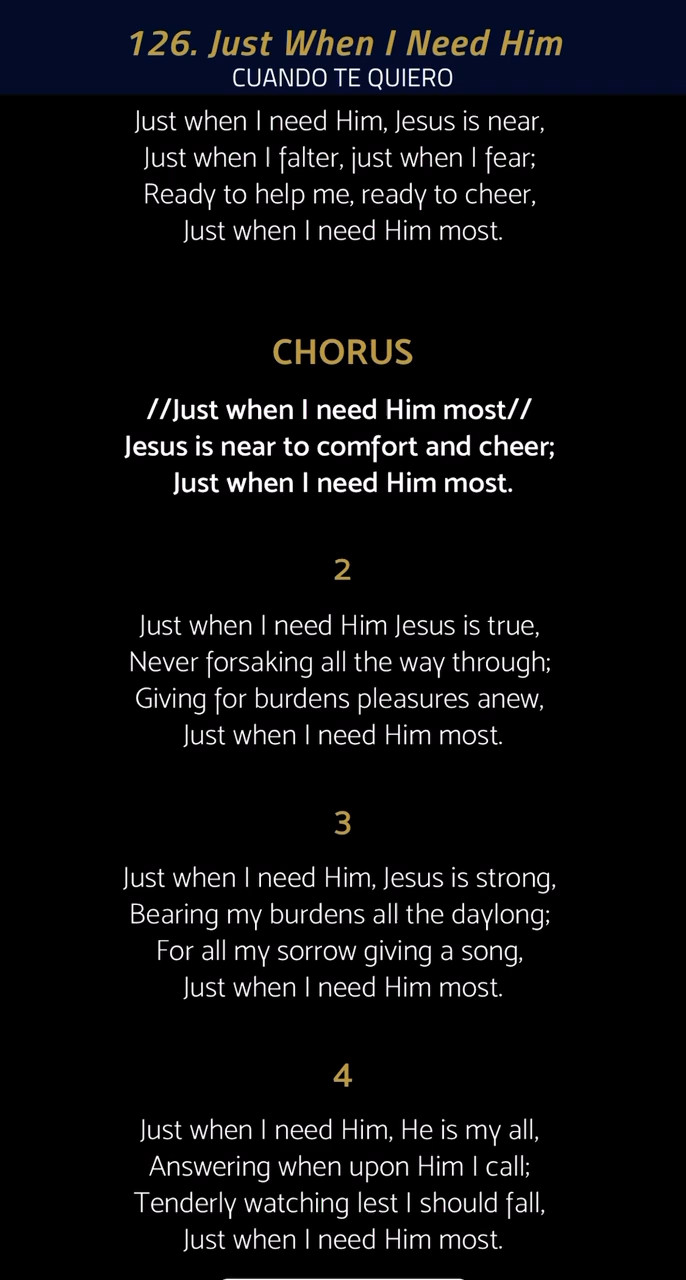 126. Just When I Need Him
CUANDO TE QUIERO
Just when I need Him, Jesus is near,
Just when I falter, just when I fear;
Ready to help me, ready to cheer,
Just when I need Him most.
CHORUS
//Just when I need Him most//
Jesus is near to comfort and cheer;
Just when I need Him most.
2
Just when I need Him Jesus is true,
Never forsaking all the way through;
Giving for burdens pleasures anew,
Just when I need Him most.
3
Just when I need Him, Jesus is strong,
Bearing my burdens all the daylong;
For all my sorrow giving a song,
Just when I need Him most.
4
Just when I need Him, He is my all,
Answering when upon Him I call;
Tenderly watching lest I should fall,
Just when I need Him most.